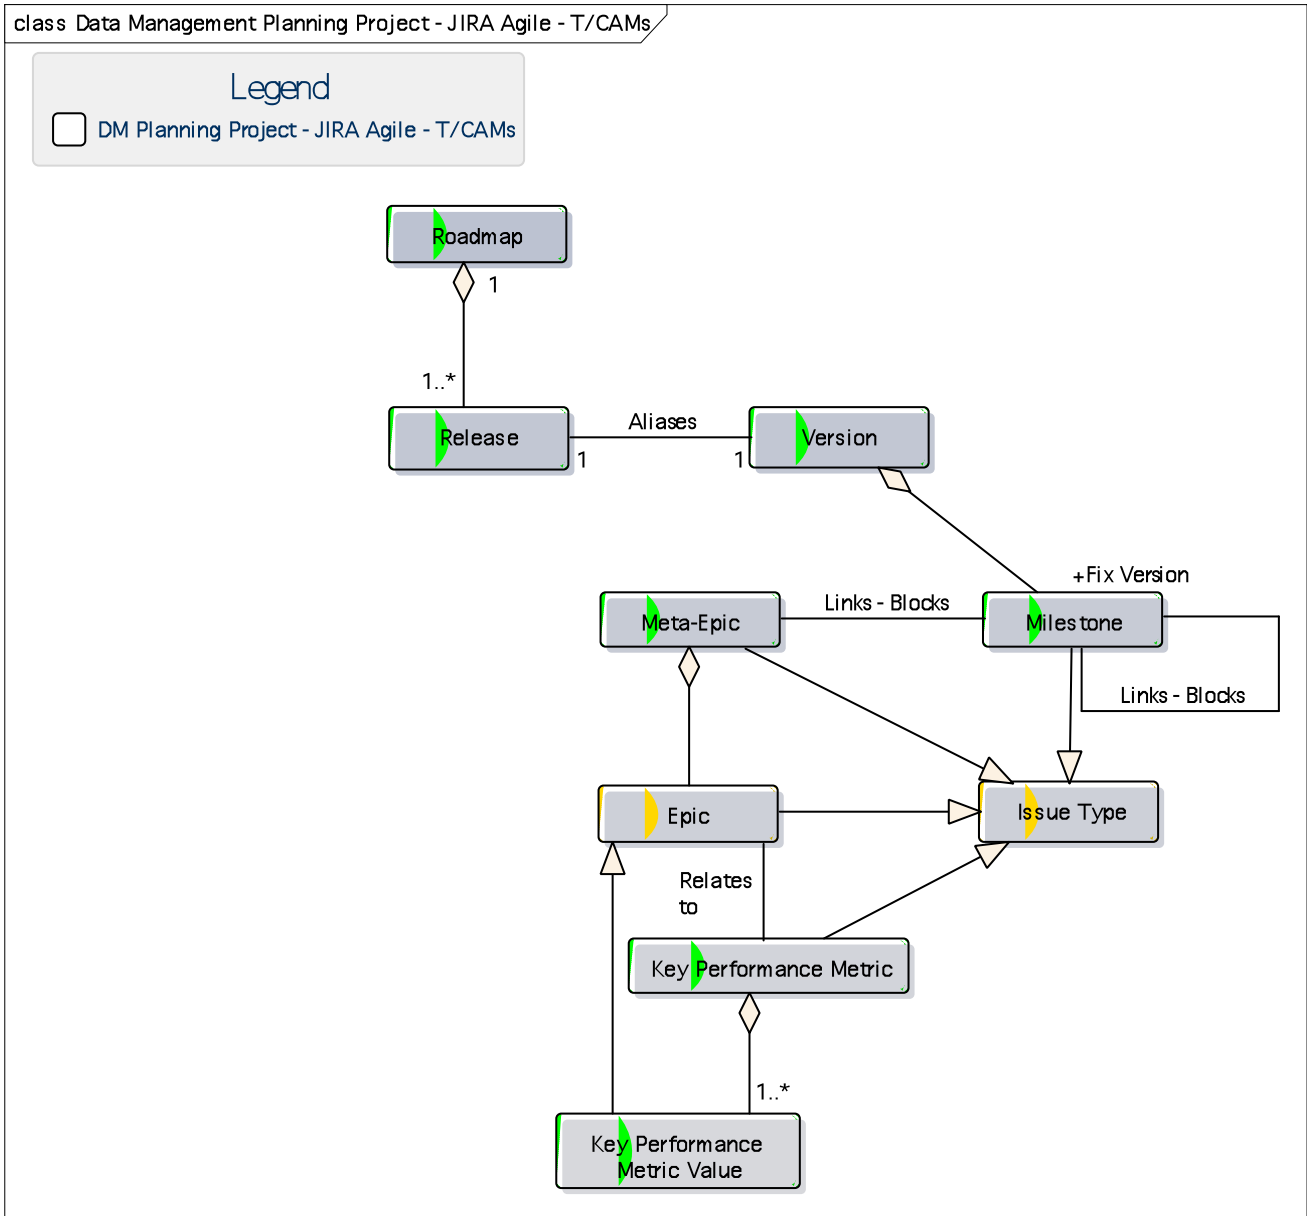 class Data Management Planning Project - JIRA Agile - T/CAMs
Legend
DM Planning Project - JIRA Agile - T/CAMs
Roadmap
1
1..*
Release
Aliases
1
1
Version
+Fix Version
Meta-Epic
Links - Blocks
Milestone
Links - Blocks
Epic
Issue Type
Relates
to
Key Performance Metric
1..*
Key Performance
Metric Value